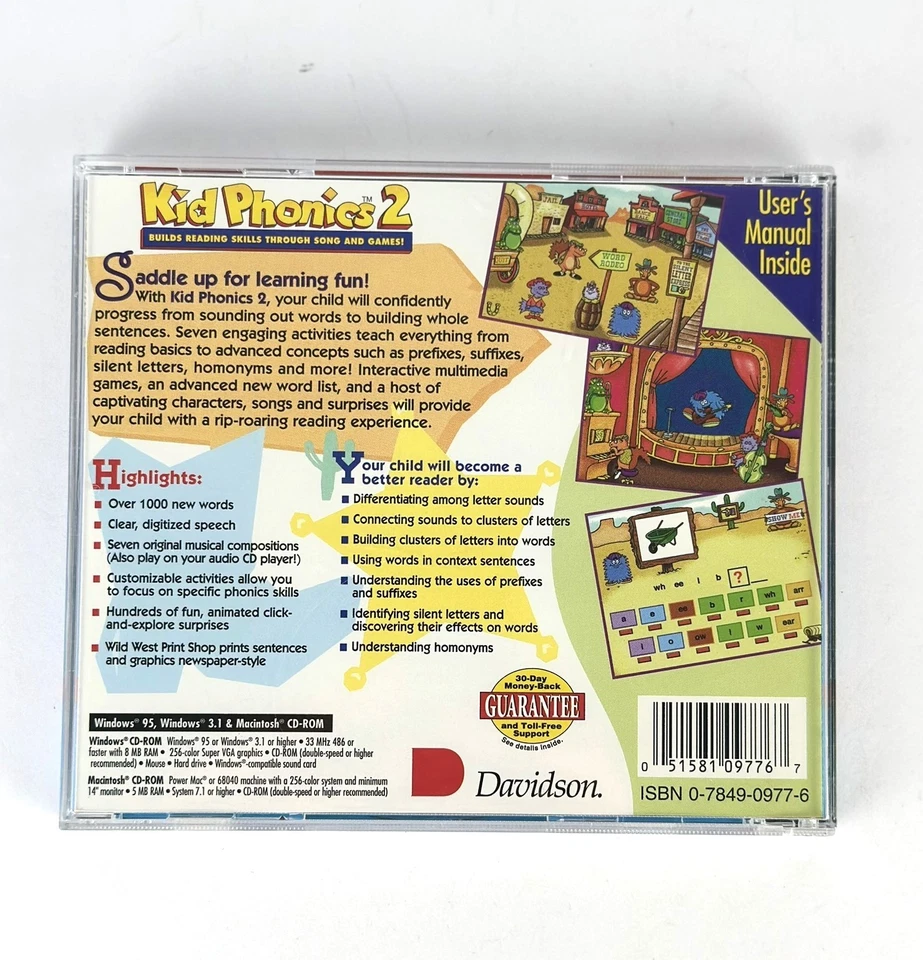 Kid Phonics™ 2
BUILDS READING SKILLS THROUGH SONG AND GAMES!
User's
Manual
Inside
Saddle up for learning fun!
With Kid Phonics 2, your child will confidently
progress from sounding out words to building whole
sentences. Seven engaging activities teach everything from
reading basics to advanced concepts such as prefixes, suffixes,
silent letters, homonyms and more! Interactive multimedia
games, an advanced new word list, and a host of
captivating characters, songs and surprises will provide
your child with a rip-roaring reading experience.
JAIL
HOTEL
GENERAL STORE
WORD
RODEO
TO THE
SILENT
LETTER
Highlights:
Over 1000 new words
Clear, digitized speech
Seven original musical compositions
(Also play on your audio CD player!)
Customizable activities allow you
to focus on specific phonics skills
Hundreds of fun, animated click-
and-explore surprises
Wild West Print Shop prints sentences
and graphics newspaper-style
Your child will become a
better reader by:
Differentiating among letter sounds
Connecting sounds to clusters of letters
Building clusters of letters into words
Using words in context sentences
Understanding the uses of prefixes
and suffixes
Identifying silent letters and
discovering their effects on words
Understanding homonyms
SHOW ME
wh ee l b ?
a e ee b r wh arr
i o ow l w ear
30-Day
Money-Back
GUARANTEE
and Toll-Free
Support
See details inside.
Windows® 95, Windows® 3.1 & Macintosh® CD-ROM
Windows® CD-ROM Windows® 95 or Windows® 3.1 or higher • 33 MHz 486 or
faster with 8 MB RAM • 256-color Super VGA graphics • CD-ROM (double-speed or higher
recommended) • Mouse • Hard drive • Windows®-compatible sound card
Macintosh® CD-ROM Power Mac® or 68040 machine with a 256-color system and minimum
14" monitor • 5 MB RAM • System 7.1 or higher • CD-ROM (double-speed or higher recommended)
Davidson.
0 51581 09776 7
ISBN 0-7849-0977-6